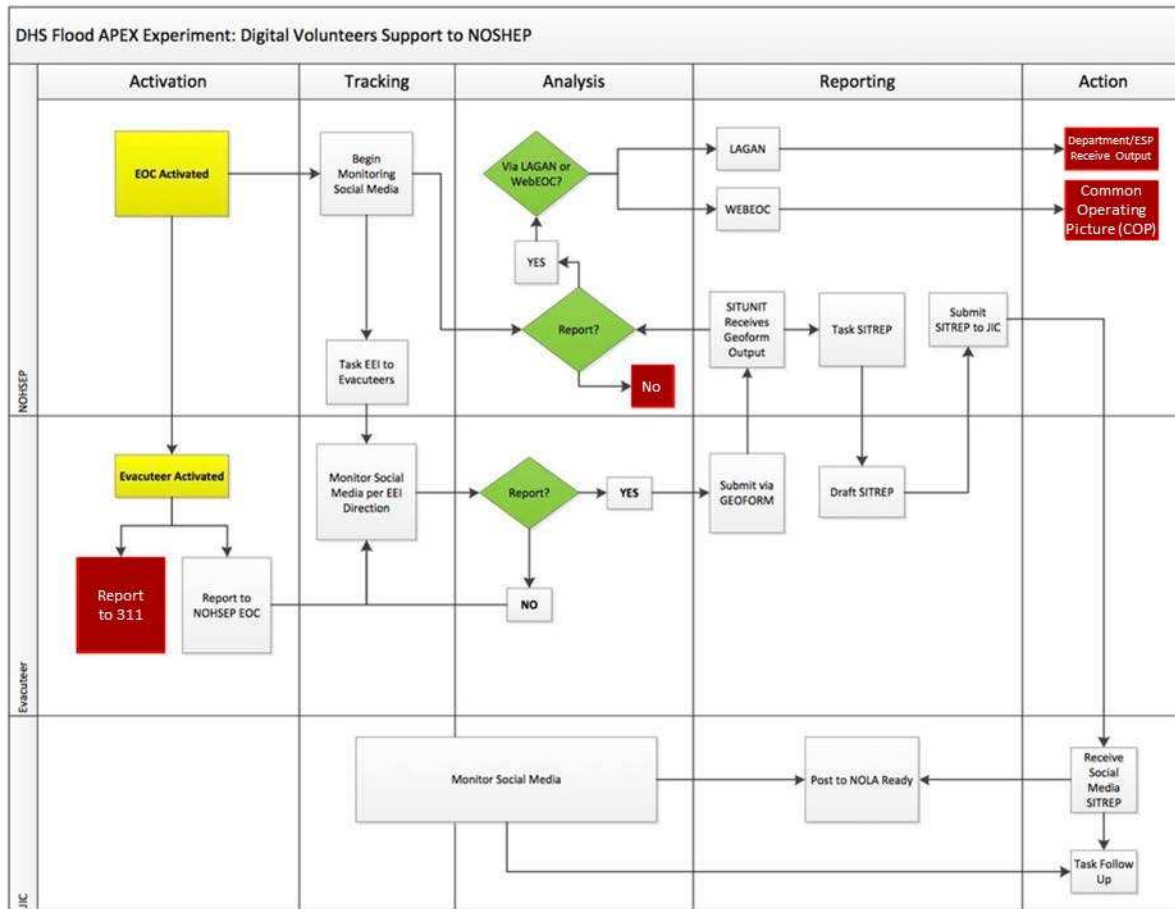 DHS Flood APEX Experiment: Digital Volunteers Support to NOSHEP
Activation
Tracking
Analysis
Reporting
Action
NOHSEP
EOC Activated
Begin
Monitoring
Social Media
Via LAGAN or
WebEOC?
LAGAN
Department/ESP
Receive Output
WEBEOC
Common
Operating
Picture (COP)
YES
Report?
SITUNIT
Receives
Geoform
Output
Task SITREP
Submit
SITREP to JIC
Task EEI to
Evacuteers
No
Evacuteer
Evacuteer Activated
Monitor Social
Media per EEI
Direction
Report?
YES
Submit via
GEOFORM
Draft SITREP
Report
to 311
Report to
NOHSEP EOC
NO
JIC
Monitor Social Media
Post to NOLA Ready
Receive
Social
Media
SITREP
Task Follow
Up